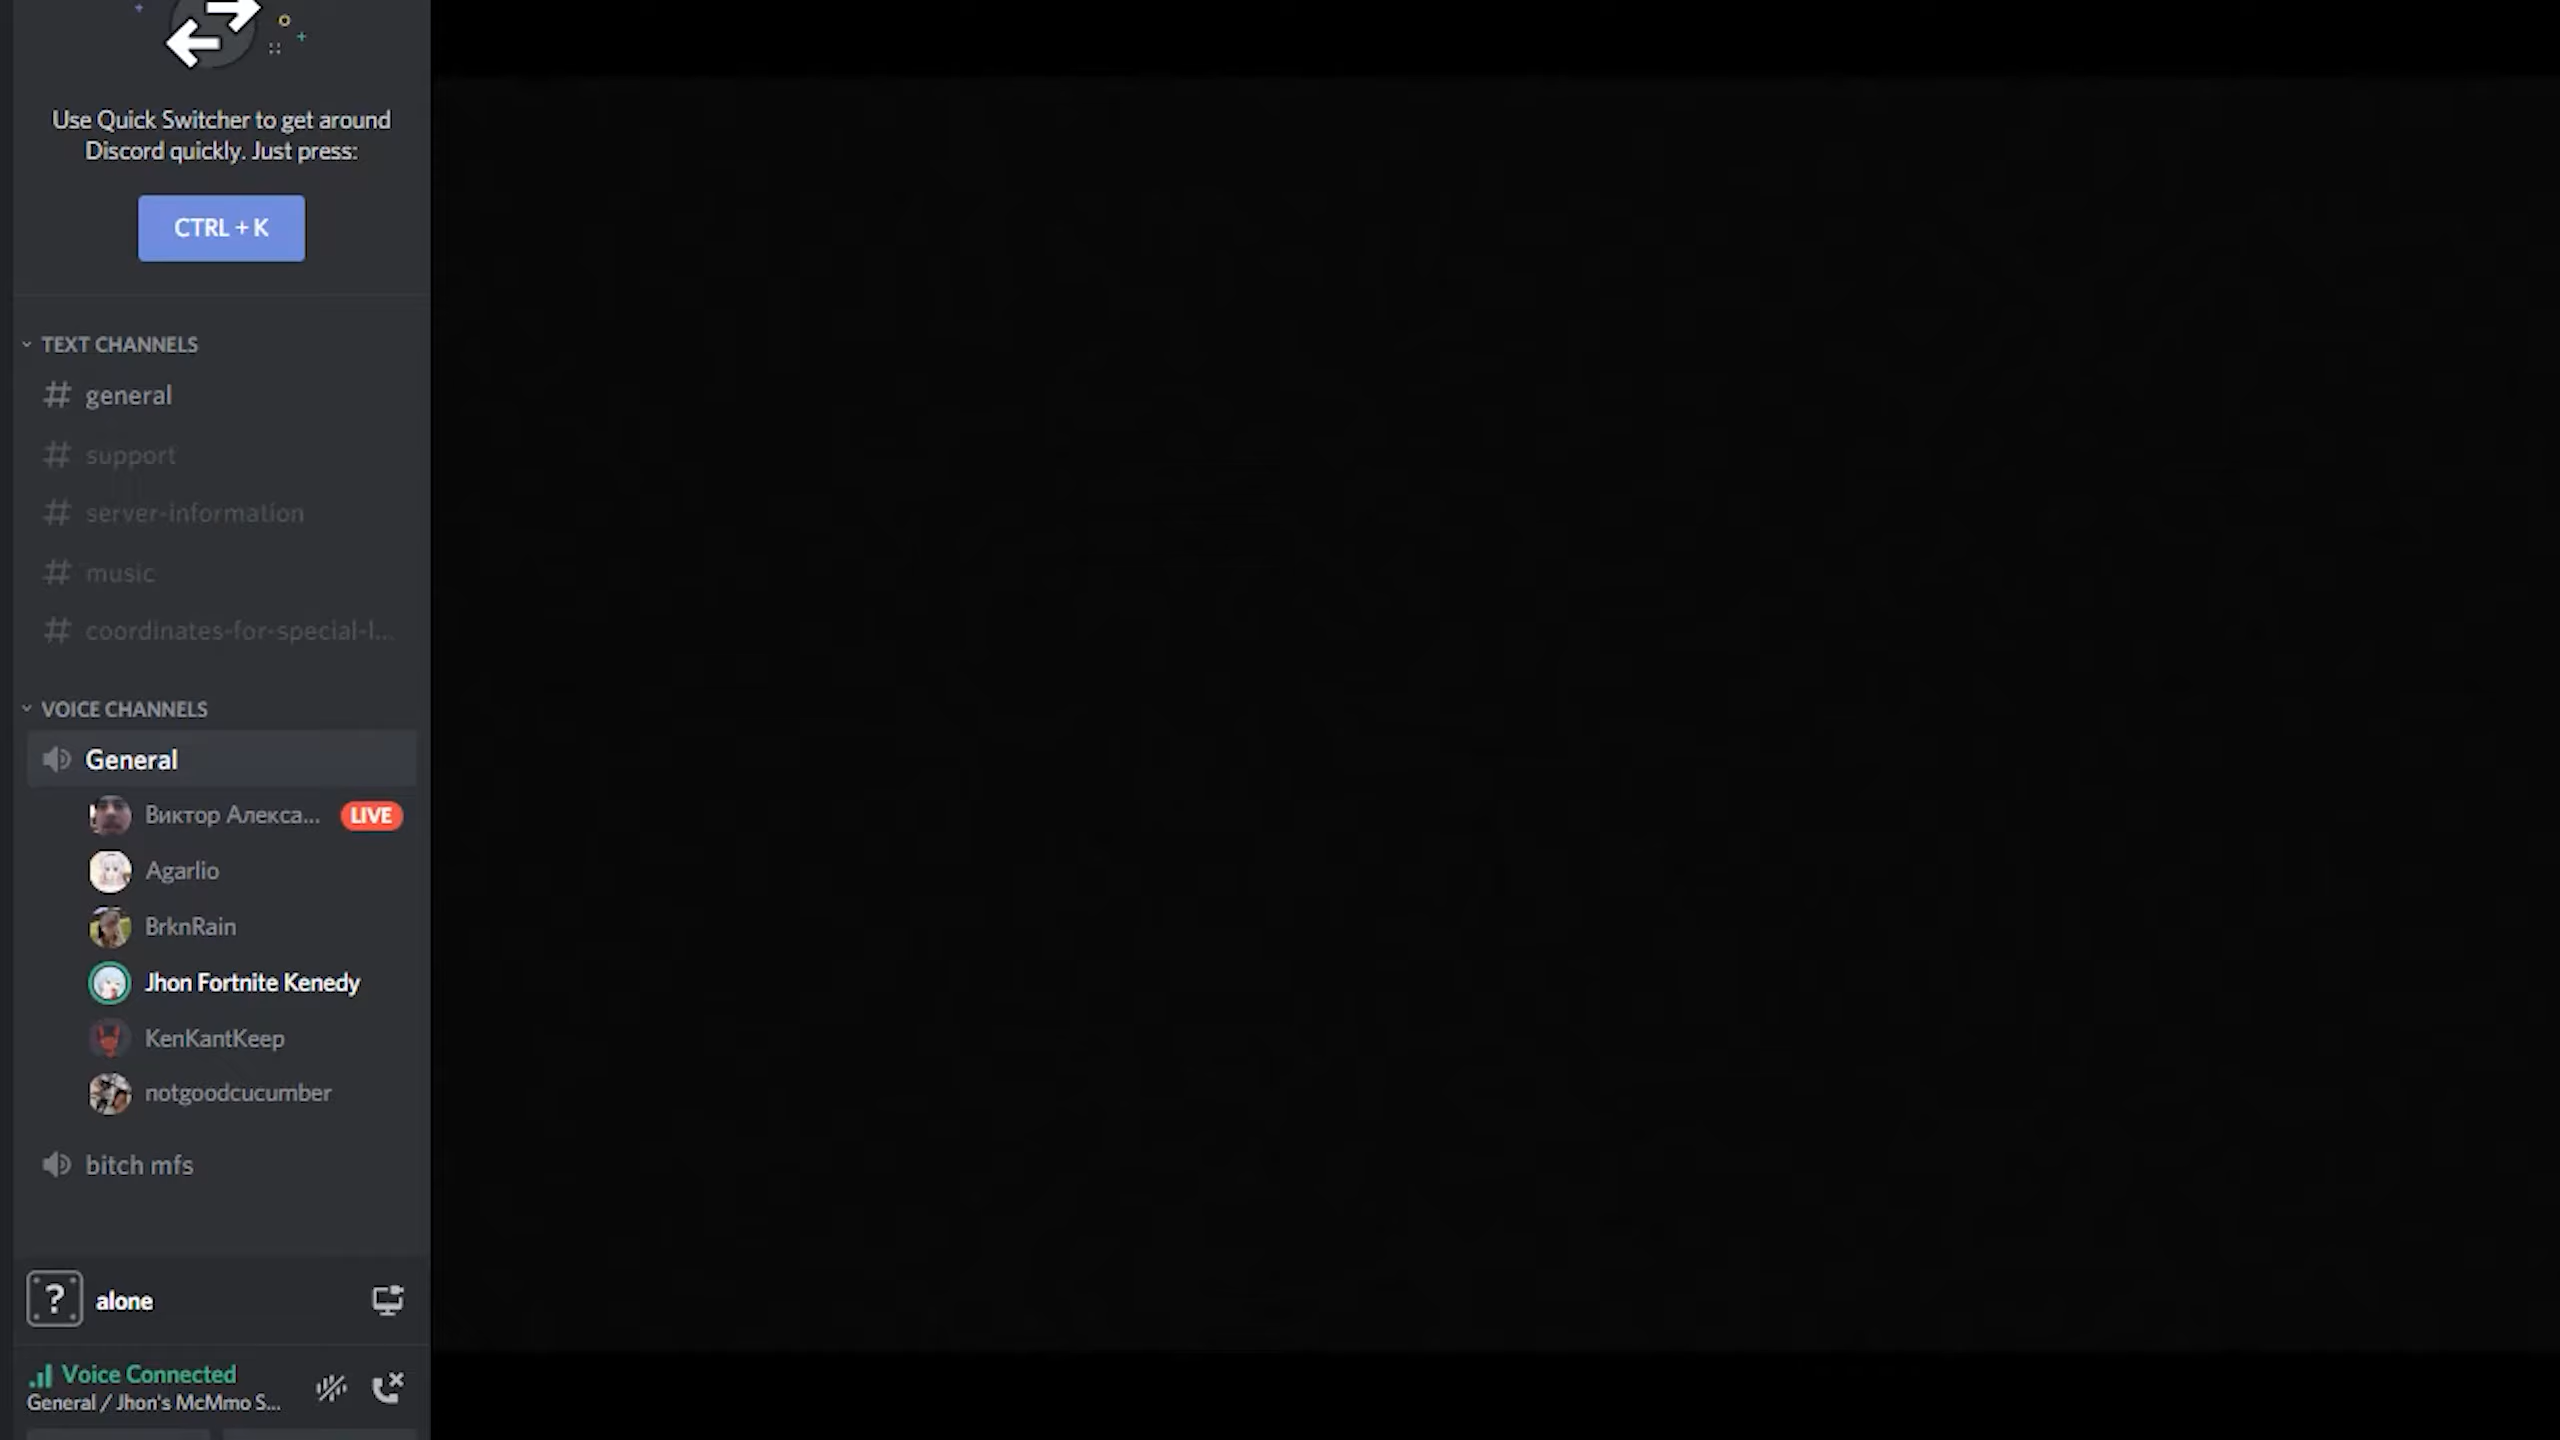 Use Quick Switcher to get around
Discord quickly. Just press:
CTRL + K
TEXT CHANNELS
# general
# support
# server-information
# music
# coordinates-for-special-l...
VOICE CHANNELS
General
Виктор Алекса... LIVE
Agarlio
BrknRain
Jhon Fortnite Kenedy
KenKantKeep
notgoodcucumber
bitch mfs
? alone
Voice Connected
General / Jhon's McMmo S...